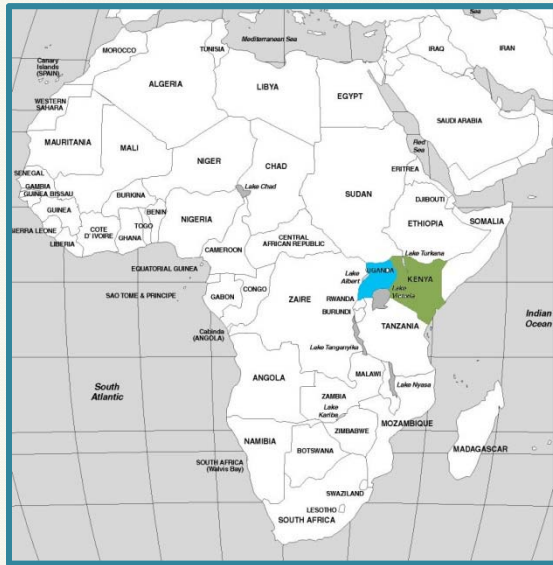 Sea
Mediterranean Sea
MOROCCO
TUNISIA
IRAQ
IRAN
Canary
Islands
(SPAIN)
ALGERIA
LIBYA
EGYPT
WESTERN
SAHARA
SAUDI ARABIA
Red
Sea
MAURITANIA
MALI
NIGER
CHAD
SUDAN
ERITREA
SENEGAL
GAMBIA
GUINEA BISSAU
BURKINA
Lake Chad
DJIBOUTI
GUINEA
BENIN
NIGERIA
ETHIOPIA
SOMALIA
SIERRA LEONE
COTE
D' IVOIRE
TOGO
GHANA
LIBERIA
CENTRAL
AFRICAN REPUBLIC
CAMEROON
Lake Turkana
EQUATORIAL GUINEA
UGANDA
Lake
Albert
KENYA
SAO TOME & PRINCIPE
GABON
CONGO
ZAIRE
RWANDA
BURUNDI
Lake
Victoria
TANZANIA
Indian
Ocean
Cabinda
(ANGOLA)
Lake Tanganyika
South
Atlantic
ANGOLA
MALAWI
Lake Nyasa
ZAMBIA
Lake
Kariba
MOZAMBIQUE
ZIMBABWE
NAMIBIA
BOTSWANA
MADAGASCAR
SOUTH AFRICA
(Walvis Bay)
SWAZILAND
LESOTHO
SOUTH AFRICA